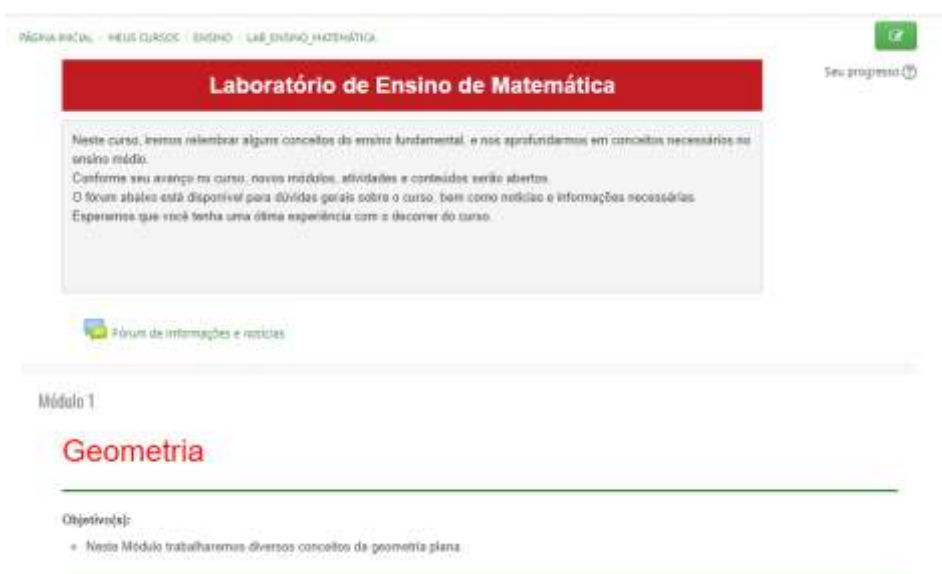 PÁGINA INICIAL MEUS CURSOS ENSINO LAB_ENSINO_MATEMÁTICA
Seu progresso
Laboratório de Ensino de Matemática
Neste curso, iremos relembrar alguns conceitos do ensino fundamental, e nos aprofundarmos em conceitos necessários no
ensino médio.
Conforme seu avanço no curso, novos módulos, atividades e conteúdos serão abertos.
O fórum abaixo está disponível para dúvidas gerais sobre o curso, bem como notícias e informações necessárias.
Esperamos que você tenha uma ótima experiência com o decorrer do curso.
Fórum de informações e notícias
Módulo 1
Geometria
Objetivo(s):
Neste Módulo trabalharemos diversos conceitos da geometria plana.